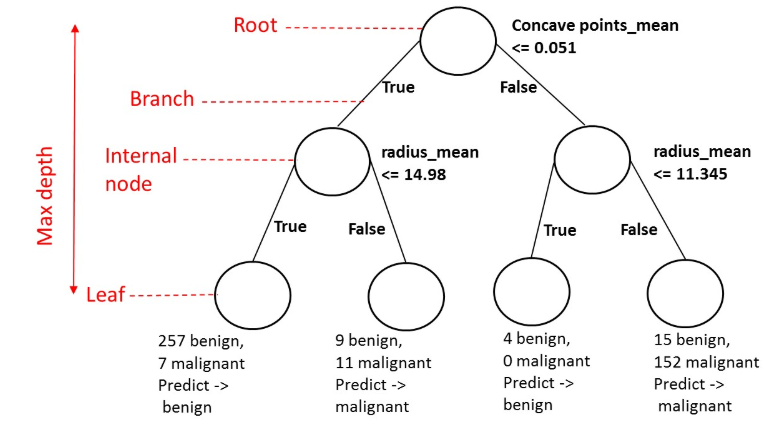 Root
Concave points_mean
<= 0.051
True
False
Branch
Internal
node
radius_mean
<= 14.98
radius_mean
<= 11.345
Max depth
True
False
True
False
Leaf
257 benign,
7 malignant
Predict ->
benign
9 benign,
11 malignant
Predict ->
malignant
4 benign,
0 malignant
Predict ->
benign
15 benign,
152 malignant
Predict ->
malignant